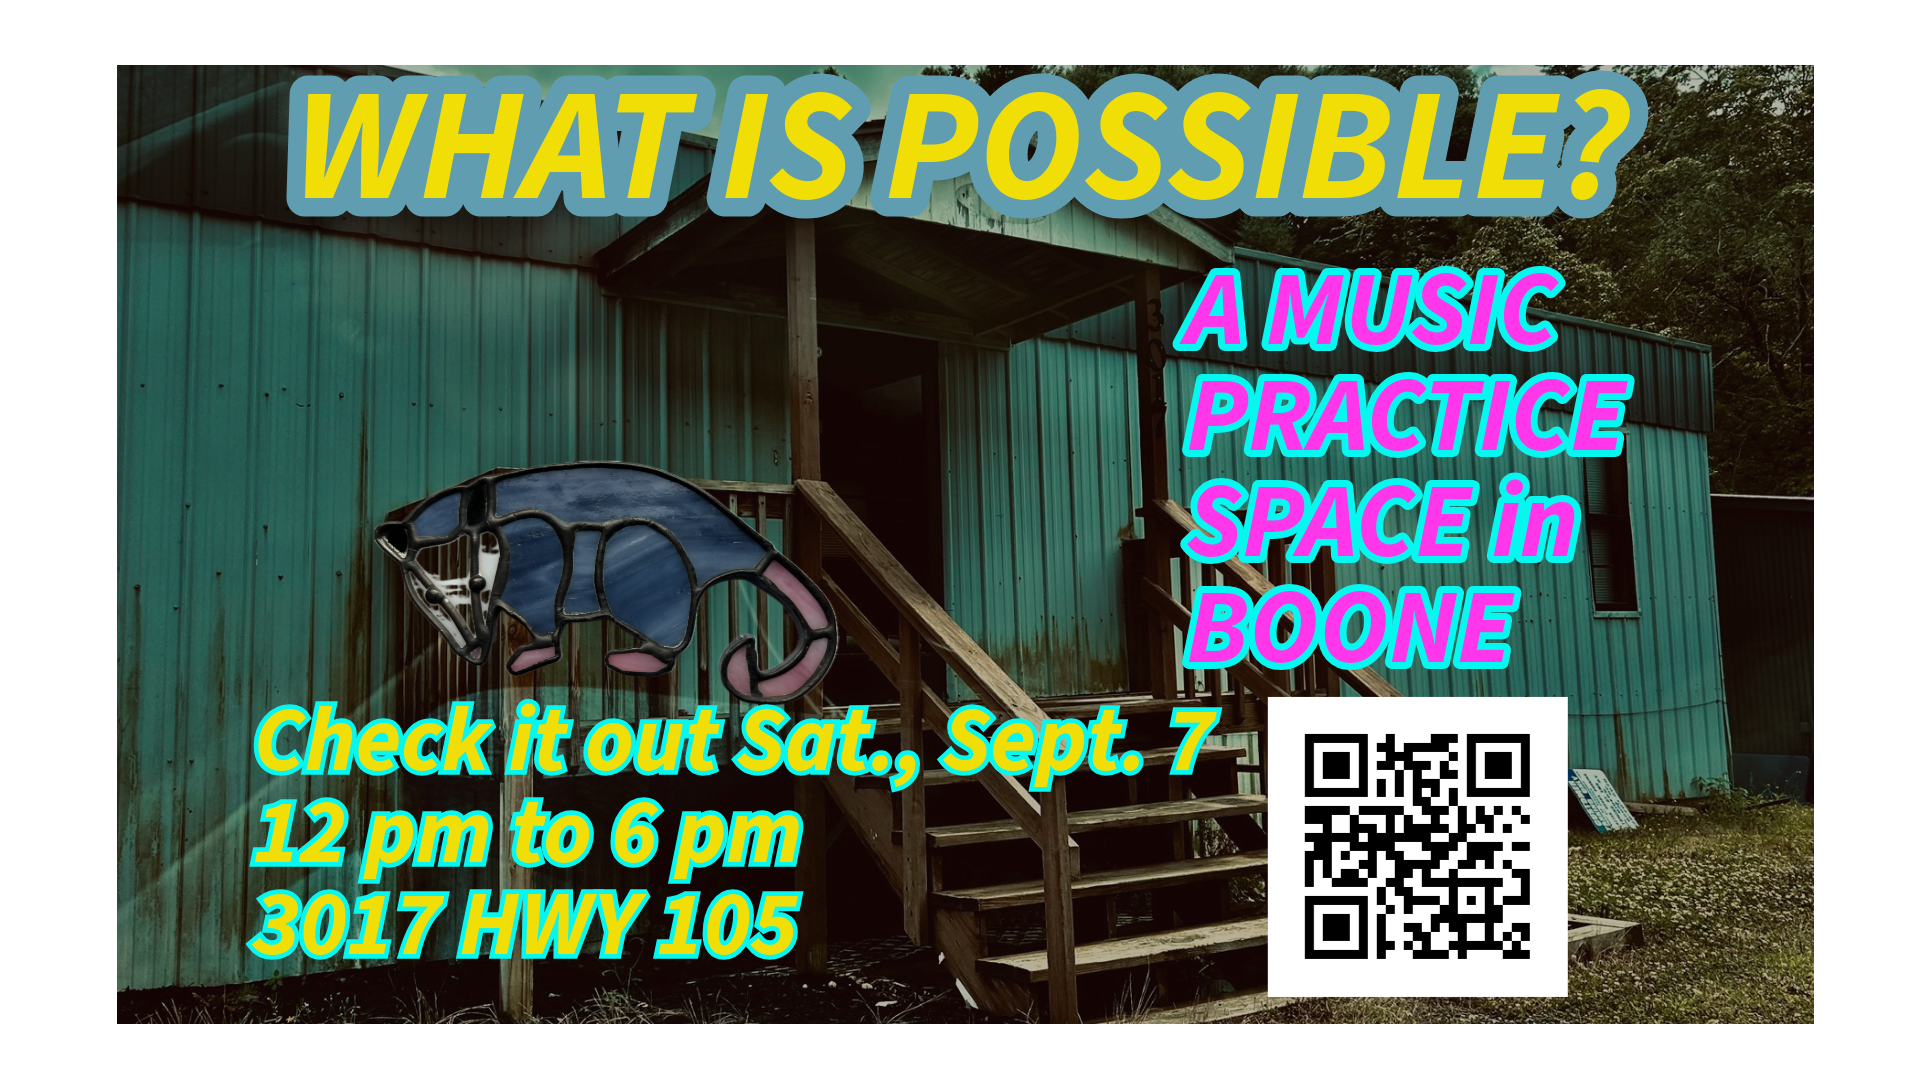 WHAT IS POSSIBLE?
A MUSIC
PRACTICE
SPACE in
BOONE
Check it out Sat., Sept. 7
12 pm to 6 pm
3017 HWY 105